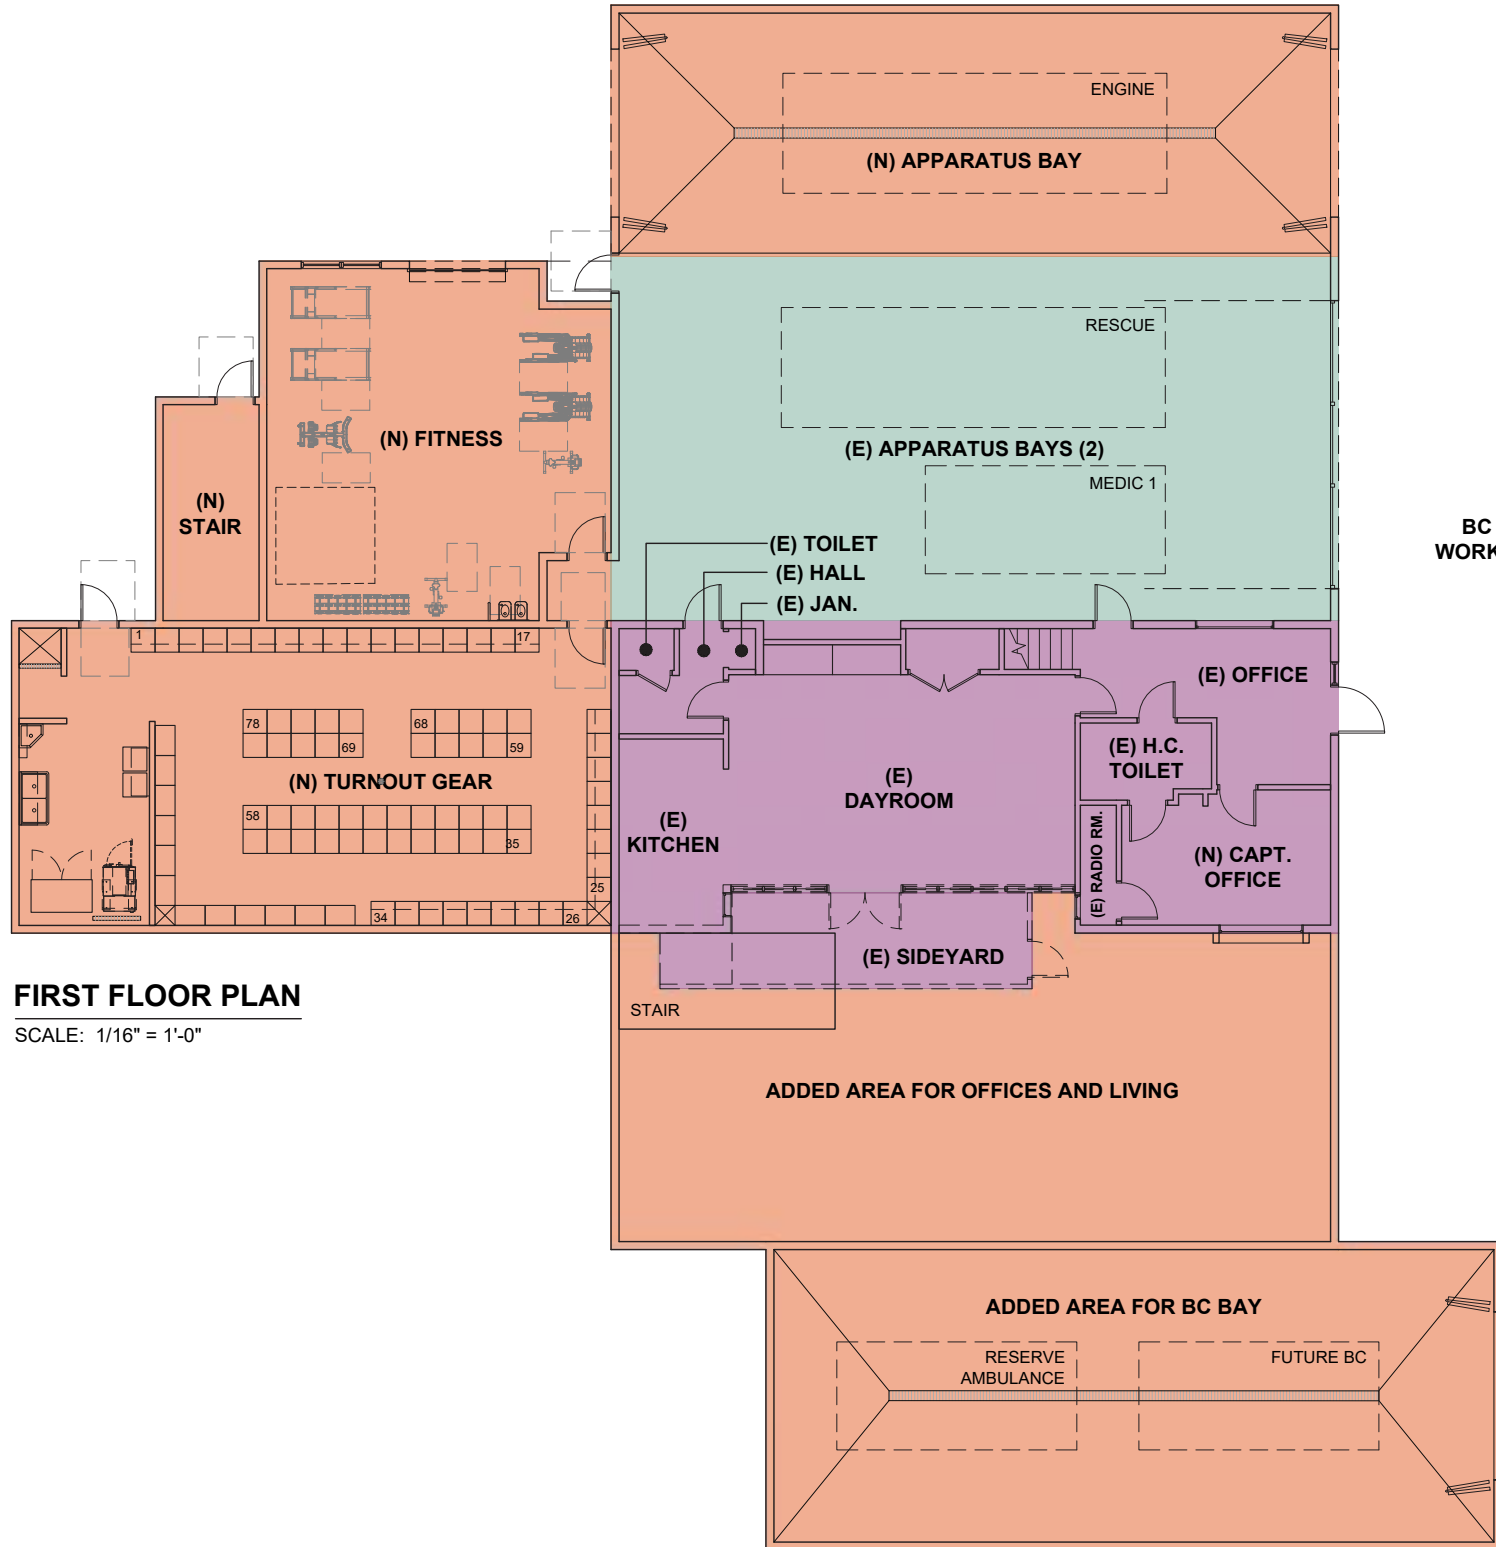 ENGINE
(N) APPARATUS BAY
RESCUE
(E) APPARATUS BAYS (2)
MEDIC 1
(N) FITNESS
(N)
STAIR
BC
WORK
(E) TOILET
(E) HALL
(E) JAN.
1
17
78
69
68
59
(N) TURNOUT GEAR
58
35
25
34
26
(E) OFFICE
(E) H.C.
TOILET
(E)
DAYROOM
(E)
KITCHEN
(E) RADIO RM.
(N) CAPT.
OFFICE
(E) SIDEYARD
STAIR
FIRST FLOOR PLAN
SCALE: 1/16" = 1'-0"
ADDED AREA FOR OFFICES AND LIVING
ADDED AREA FOR BC BAY
RESERVE
AMBULANCE
FUTURE BC